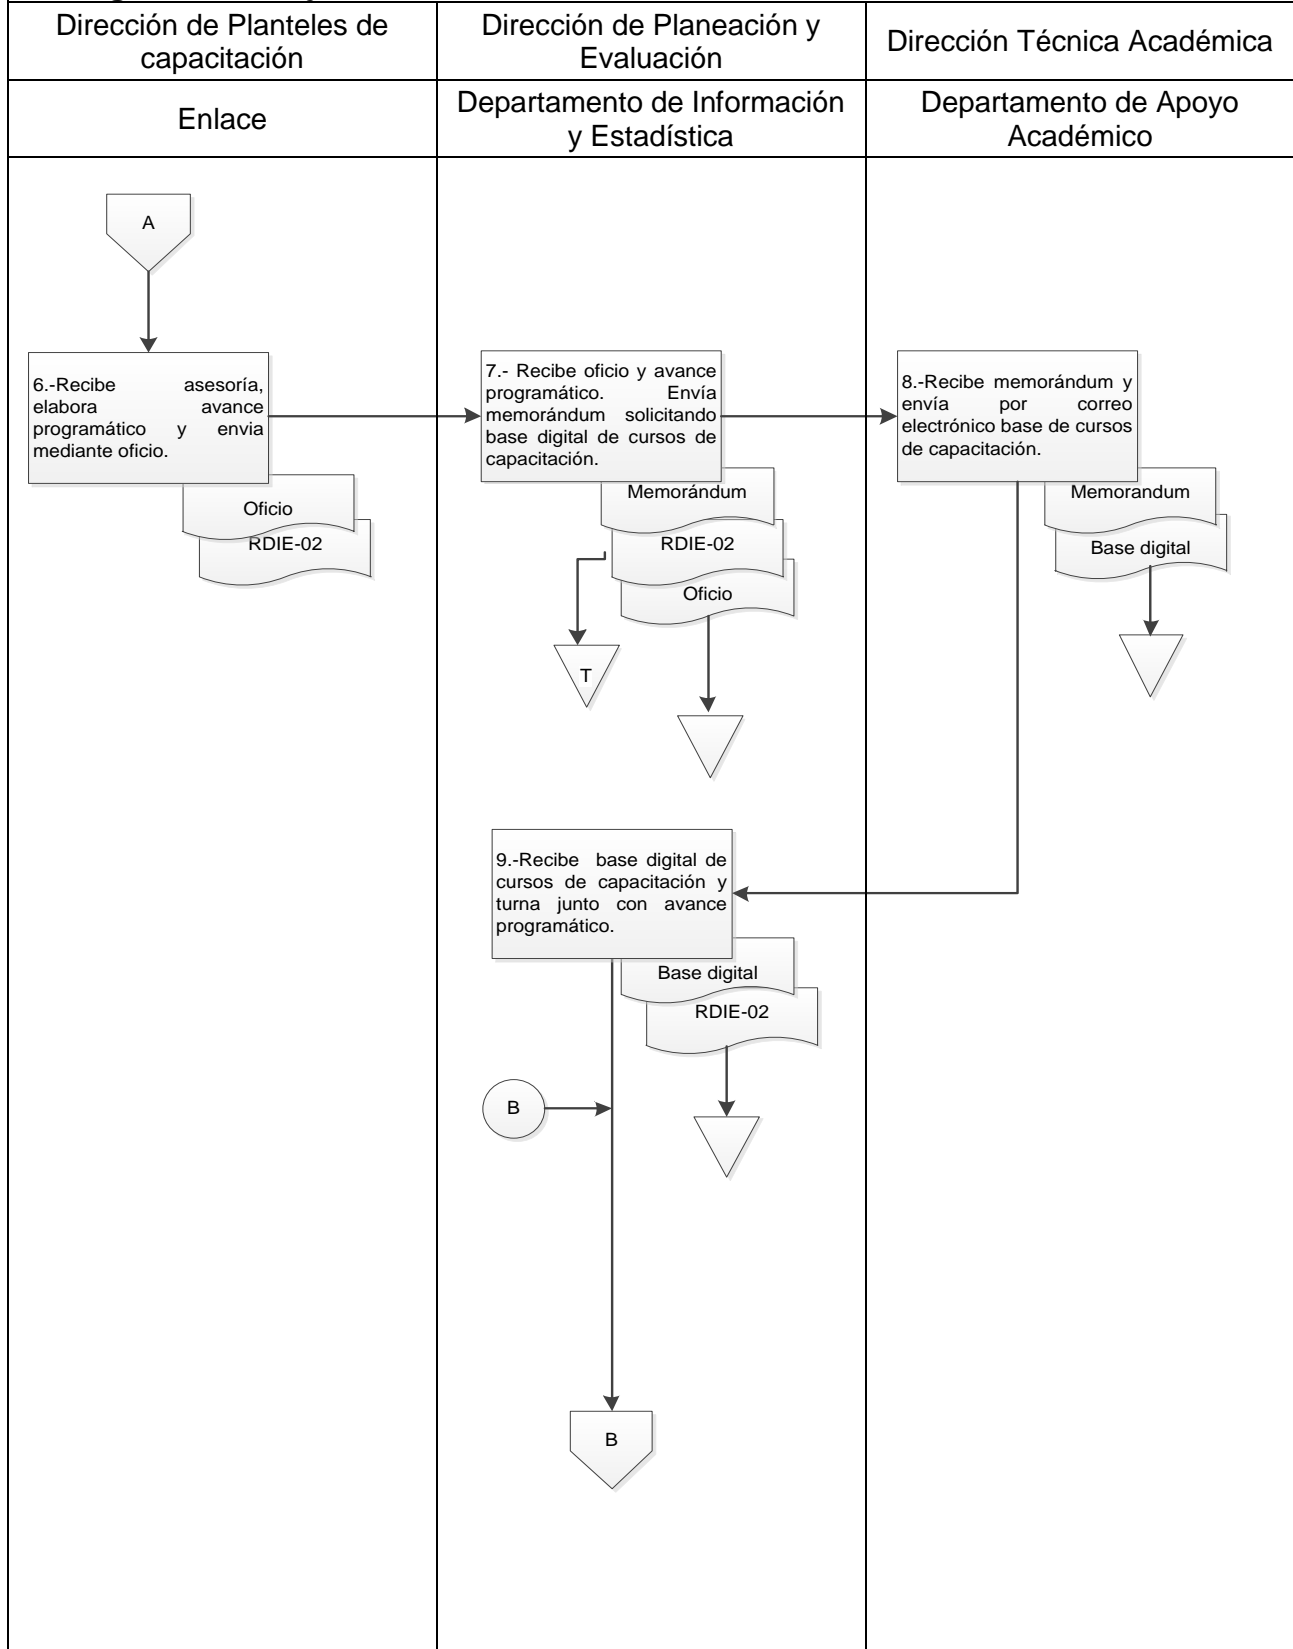 Dirección de Planteles de
capacitación
Dirección de Planeación y
Evaluación
Dirección Técnica Académica
Enlace
Departamento de Información
y Estadística
Departamento de Apoyo
Académico
A
6.-Recibe asesoría,
elabora avance
programático y envia
mediante oficio.
Oficio
RDIE-02
7.- Recibe oficio y avance
programático. Envía
memorándum solicitando
base digital de cursos de
capacitación.
Memorándum
RDIE-02
Oficio
T
8.-Recibe memorándum y
envía por correo
electrónico base de cursos
de capacitación.
Memorandum
Base digital
9.-Recibe base digital de
cursos de capacitación y
turna junto con avance
programático.
Base digital
RDIE-02
B
B